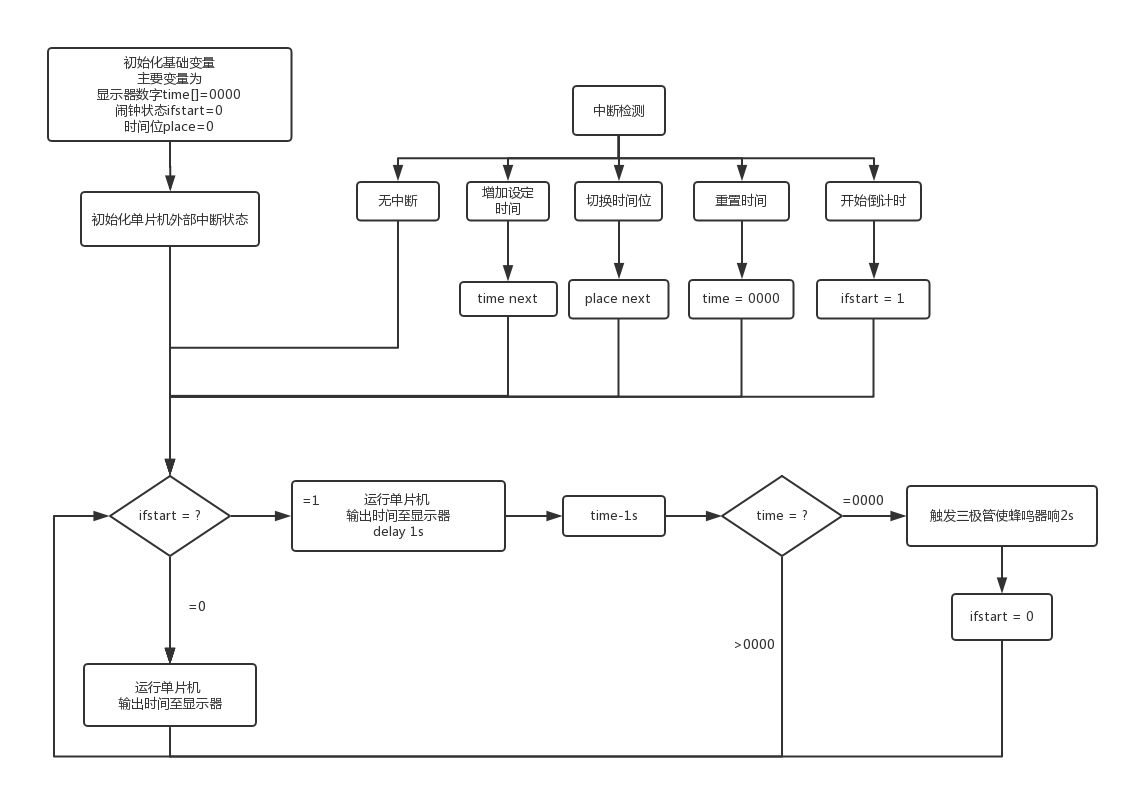 初始化基础变量
主要变量为
显示器数字time[]=0000
闹钟状态ifstart=0
时间位place=0
初始化单片机外部中断状态
中断检测
无中断
增加设定
时间
切换时间位
重置时间
开始倒计时
time next
place next
time = 0000
ifstart = 1
ifstart = ?
=1
运行单片机
输出时间至显示器
delay 1s
time-1s
time = ?
=0000
触发三极管使蜂鸣器响2s
=0
ifstart = 0
>0000
运行单片机
输出时间至显示器